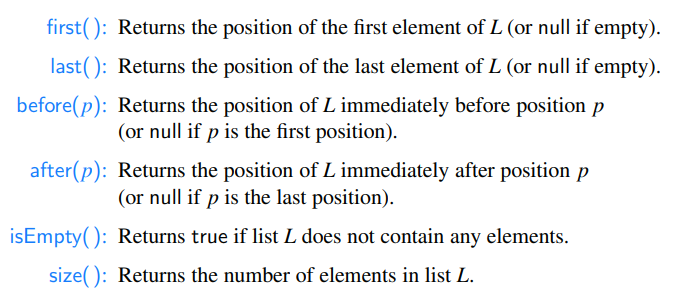 first( ): Returns the position of the first element of L (or null if empty).
last( ): Returns the position of the last element of L (or null if empty).
before(p): Returns the position of L immediately before position p
(or null if p is the first position).
after(p): Returns the position of L immediately after position p
(or null if p is the last position).
isEmpty( ): Returns true if list L does not contain any elements.
size( ): Returns the number of elements in list L.